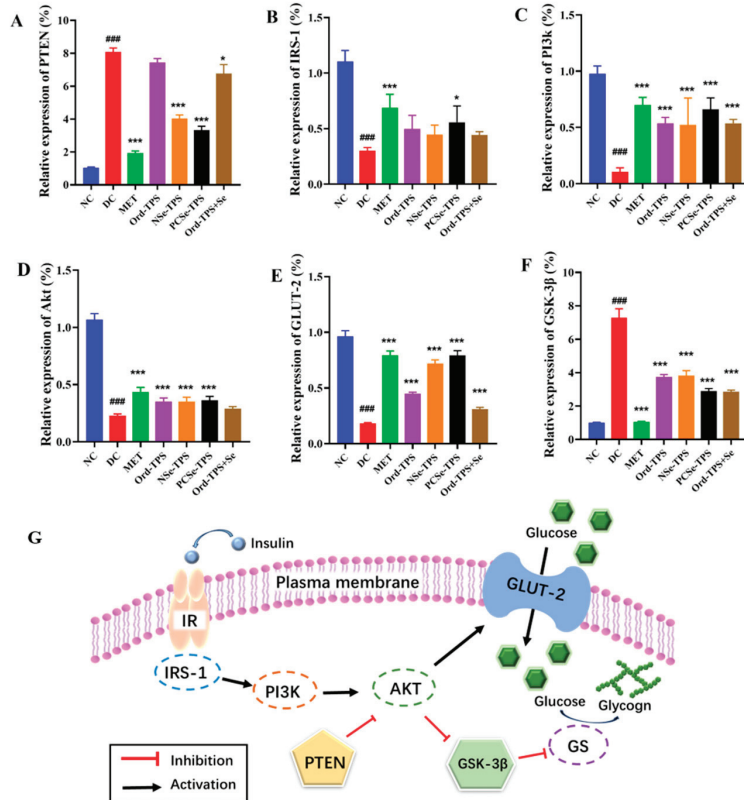 A
Relative expression of PTEN (%)
10
8
6
4
2
0
###
***
***
***
*
NC
DC
MET
Ord-TPS
NSe-TPS
PCSe-TPS
Ord-TPS+Se
B
Relative expression of IRS-1 (%)
1.5
1.0
0.5
0.0
###
***
*
NC
DC
MET
Ord-TPS
NSe-TPS
PCSe-TPS
Ord-TPS+Se
C
Relative expression of PI3k (%)
1.5
1.0
0.5
0.0
###
***
***
***
***
***
NC
DC
MET
Ord-TPS
NSe-TPS
PCSe-TPS
Ord-TPS+Se
D
Relative expression of Akt (%)
1.5
1.0
0.5
0.0
###
***
***
***
***
NC
DC
MET
Ord-TPS
NSe-TPS
PCSe-TPS
Ord-TPS+Se
E
Relative expression of GLUT-2 (%)
1.5
1.0
0.5
0.0
###
***
***
***
***
***
NC
DC
MET
Ord-TPS
NSe-TPS
PCSe-TPS
Ord-TPS+Se
F
Relative expression of GSK-3β (%)
10
8
6
4
2
0
###
***
***
***
***
***
NC
DC
MET
Ord-TPS
NSe-TPS
PCSe-TPS
Ord-TPS+Se
G
Insulin
Glucose
Plasma membrane
GLUT-2
IR
IRS-1
PI3K
AKT
Glucose
Glycogn
GS
PTEN
GSK-3β
Inhibition
Activation